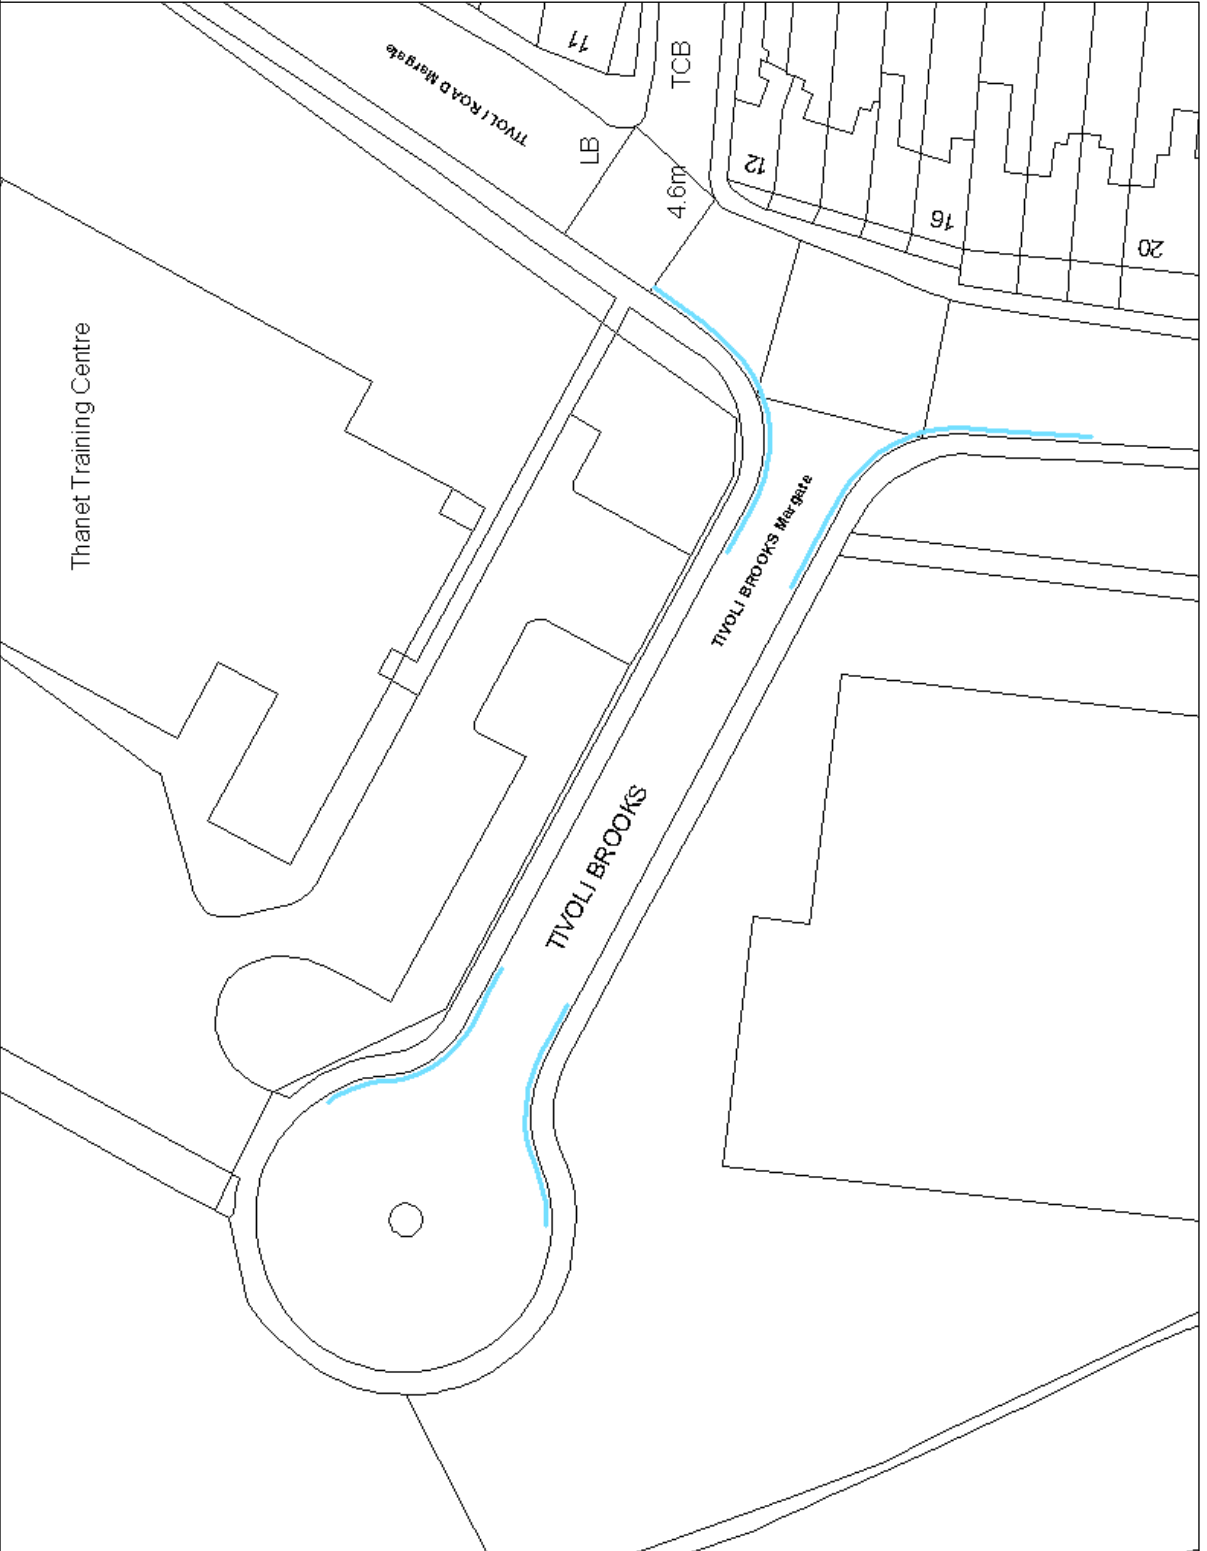 11
TCB
TIVOLI ROAD Margate
LB
4.6m
12
16
20
Thanet Training Centre
TIVOLI BROOKS Margate
TIVOLI BROOKS